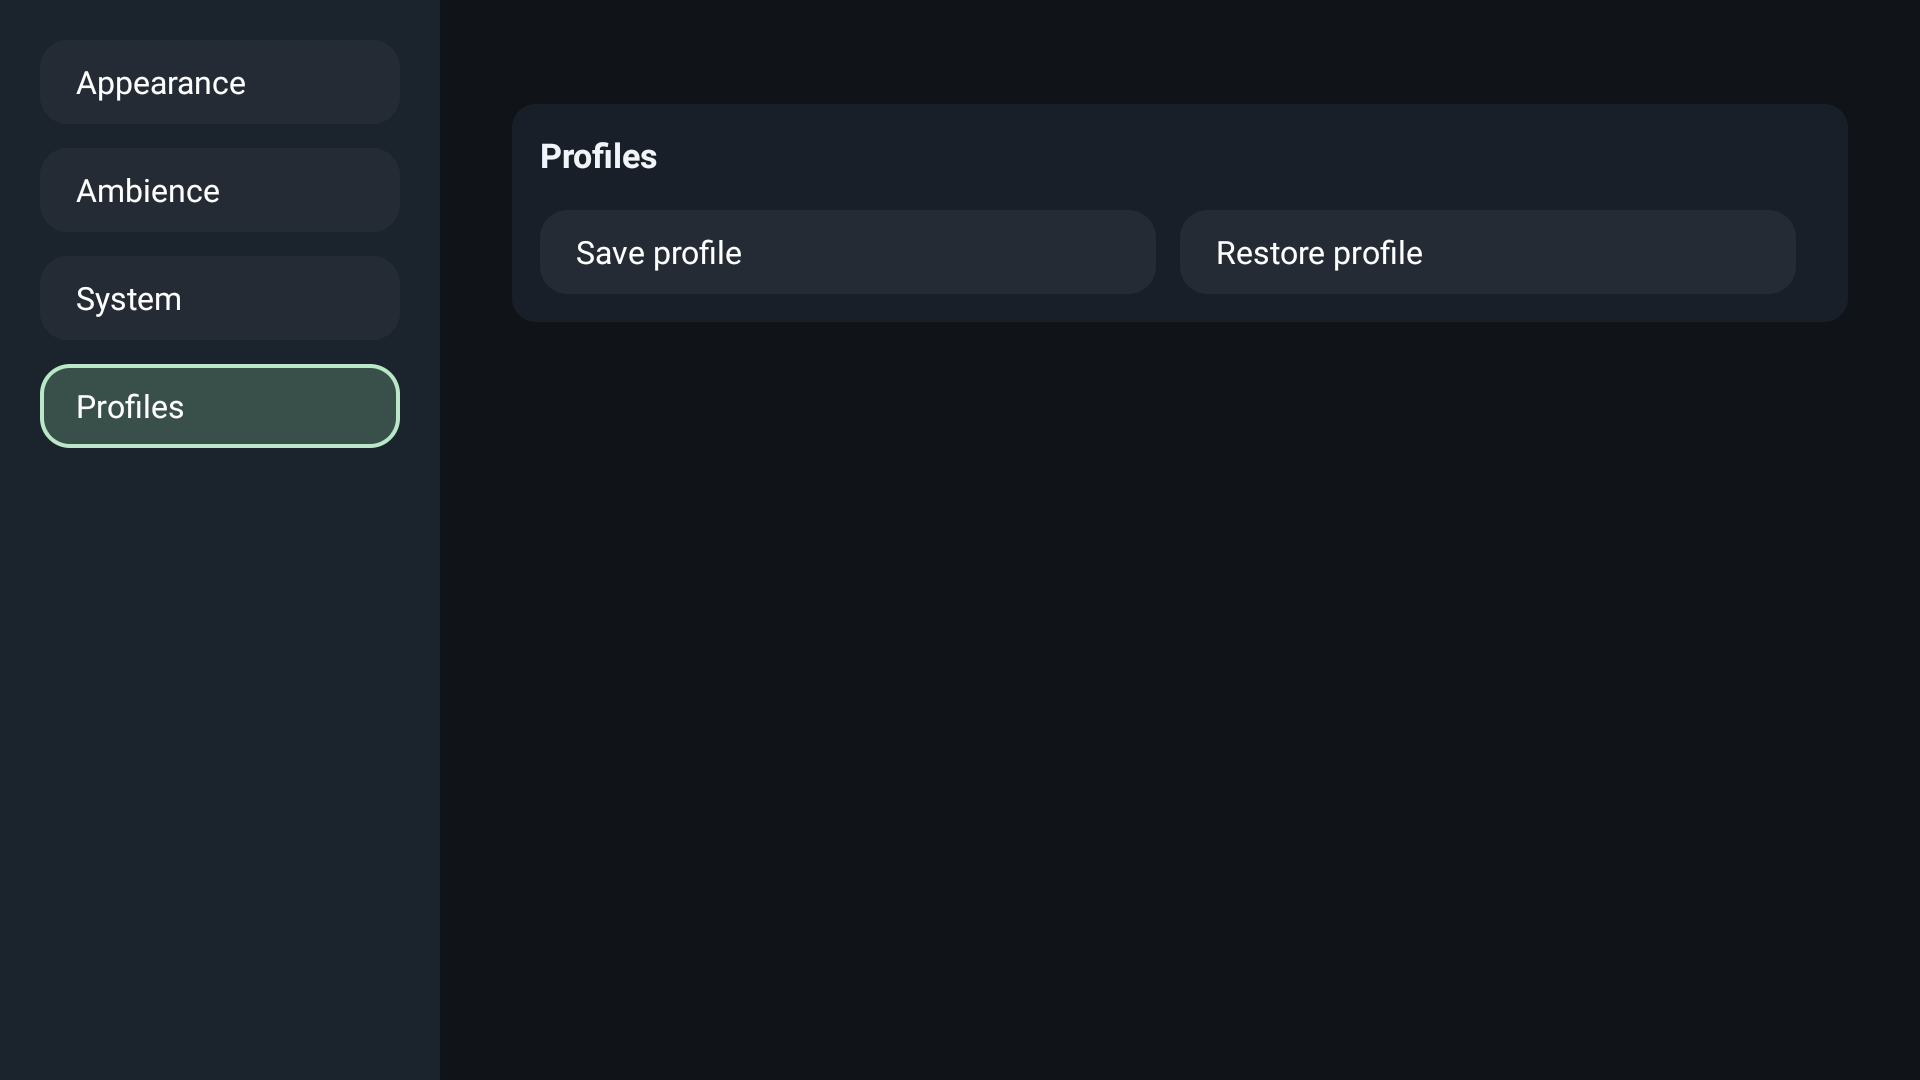 Appearance
Ambience
System
Profiles
Profiles
Save profile
Restore profile